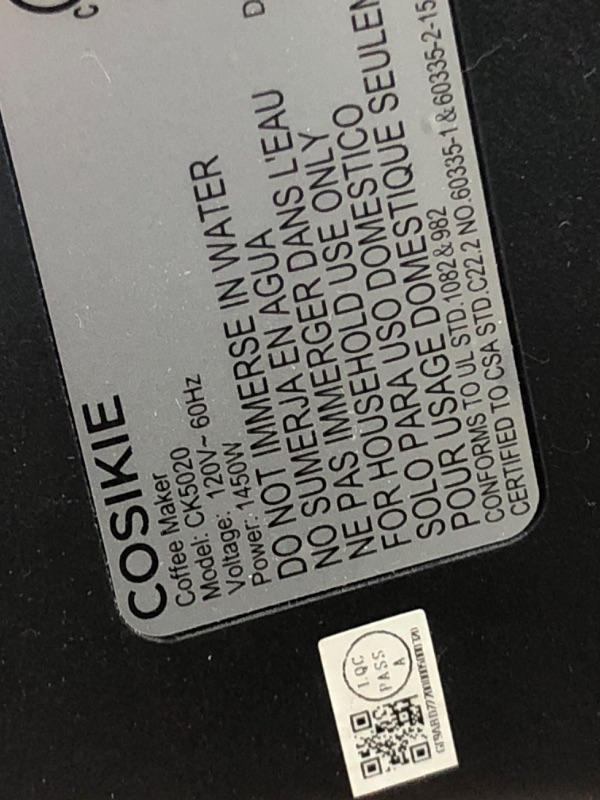 COSIKIE
Coffee Maker
Model: CK5020
Voltage: 120V~ 60Hz
Power: 1450W
DO NOT IMMERSE IN WATER
NO SUMERJA EN AGUA
NE PAS IMMERGER DANS L'EAU
FOR HOUSEHOLD USE ONLY
SOLO PARA USO DOMESTICO
POUR USAGE DOMESTIQUE SEULEM
CONFORMS TO UL STD.1082 & 982
CERTIFIED TO CSA STD.C22.2 NO.60335-1 & 60335-2-15
I.QC
PASS
A